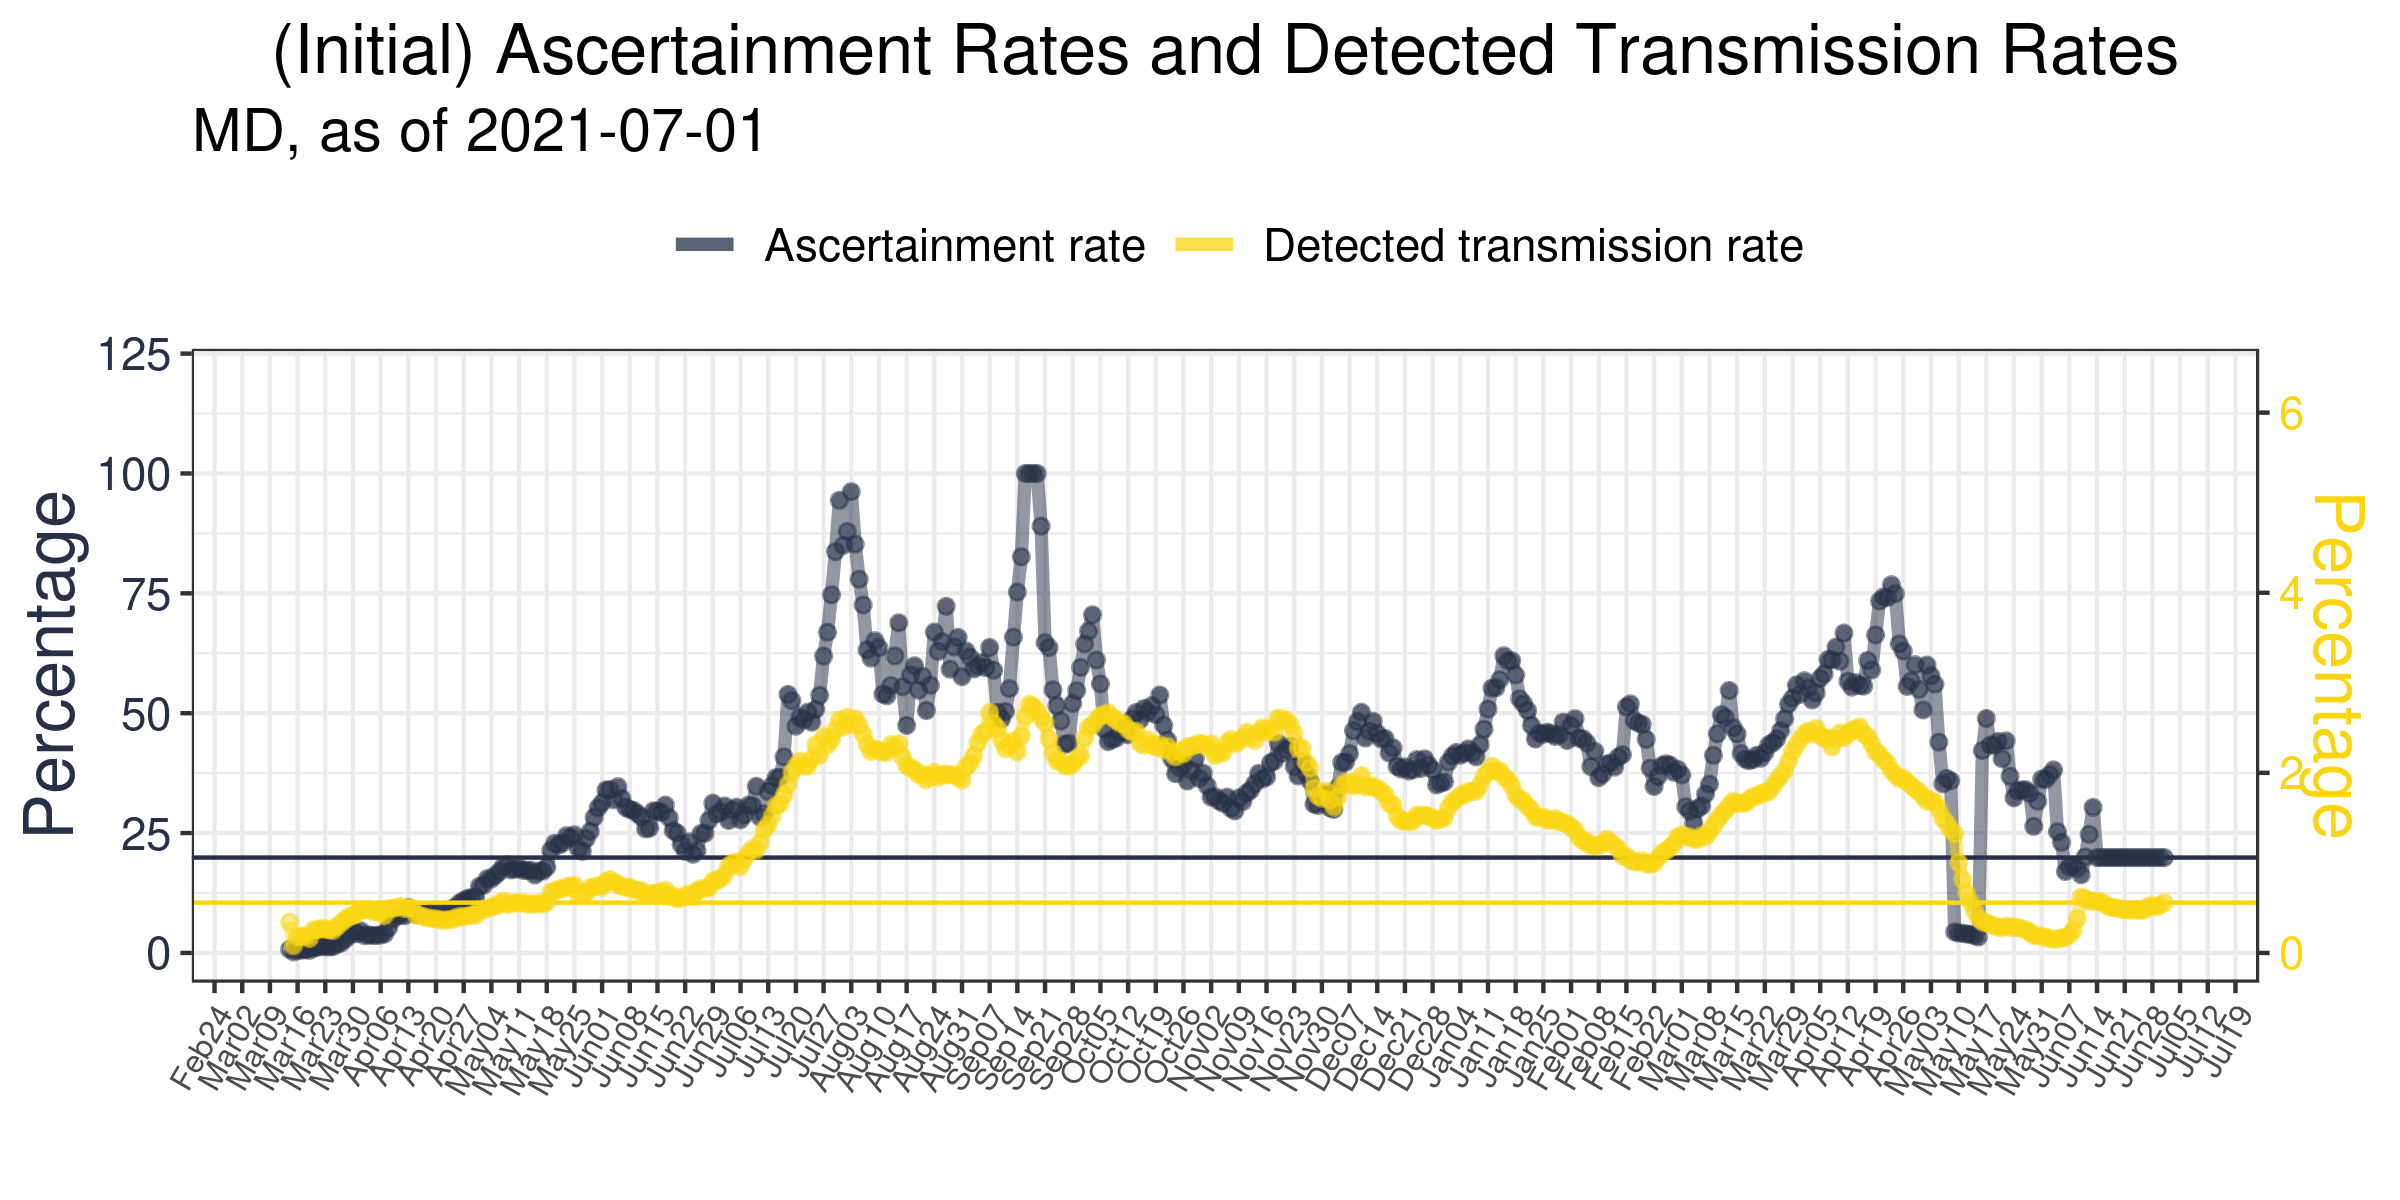 (Initial) Ascertainment Rates and Detected Transmission Rates
MD, as of 2021-07-01
Ascertainment rate
Detected transmission rate
Percentage
125
100
75
50
25
0
6
4
2
0
Percentage
Feb24
Mar02
Mar09
Mar16
Mar23
Mar30
Apr06
Apr13
Apr20
Apr27
May04
May11
May18
May25
Jun01
Jun08
Jun15
Jun22
Jun29
Jul06
Jul13
Jul20
Jul27
Aug03
Aug10
Aug17
Aug24
Aug31
Sep07
Sep14
Sep21
Sep28
Oct05
Oct12
Oct19
Oct26
Nov02
Nov09
Nov16
Nov23
Nov30
Dec07
Dec14
Dec21
Dec28
Jan04
Jan11
Jan18
Jan25
Feb01
Feb08
Feb15
Feb22
Mar01
Mar08
Mar15
Mar22
Mar29
Apr05
Apr12
Apr19
Apr26
May03
May10
May17
May24
May31
Jun07
Jun14
Jun21
Jun28
Jul05
Jul12
Jul19